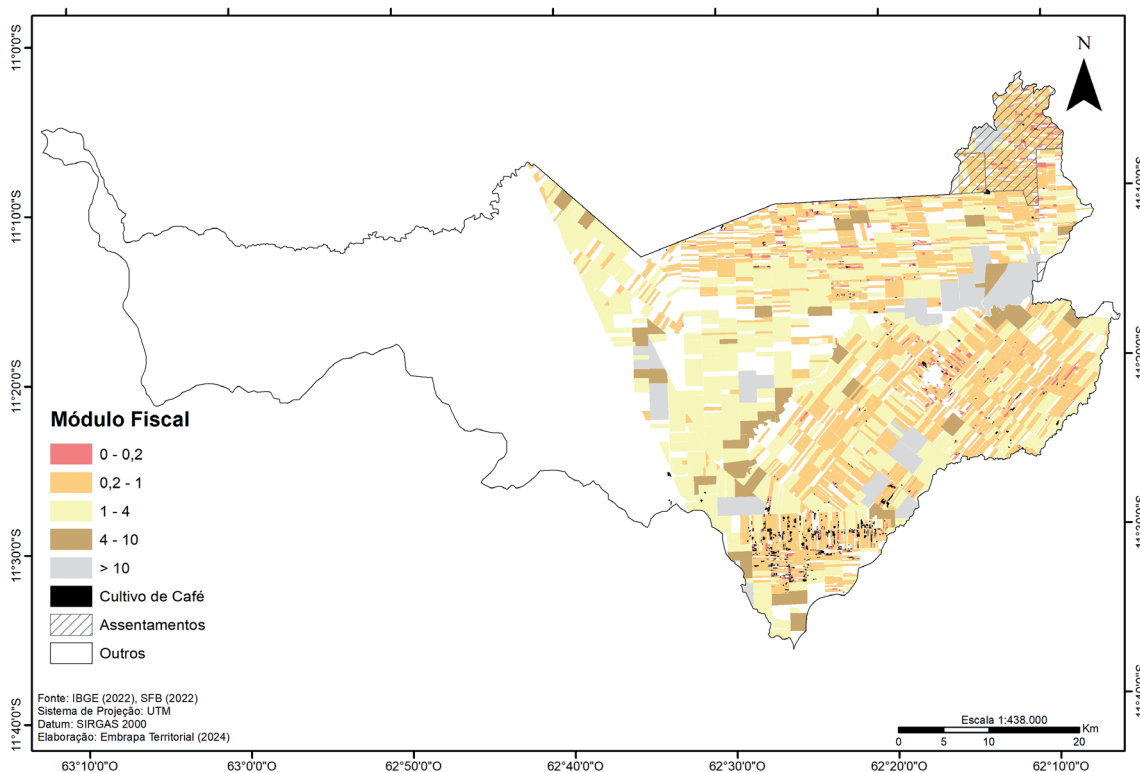 11°0'0"S
11°10'0"S
11°20'0"S
11°30'0"S
11°40'0"S
N
Módulo Fiscal
0 - 0,2
0,2 - 1
1 - 4
4 - 10
> 10
Cultivo de Café
Assentamentos
Outros
Fonte: IBGE (2022), SFB (2022)
Sistema de Projeção: UTM
Datum: SIRGAS 2000
Elaboração: Embrapa Territorial (2024)
Escala 1:438.000
Km
0 5 10 20
63°10'0"O 63°0'0"O 62°50'0"O 62°40'0"O 62°30'0"O 62°20'0"O 62°10'0"O